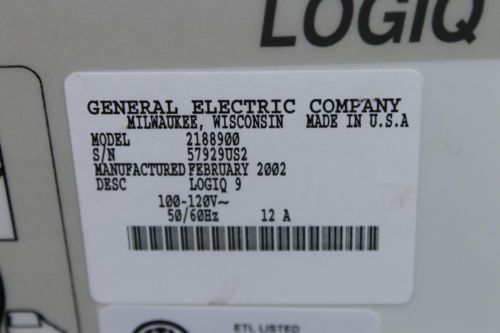 LOGIQ
GENERAL ELECTRIC COMPANY
MILWAUKEE, WISCONSIN MADE IN U.S.A
MODEL 2188900
S/N 57929US2
MANUFACTURED FEBRUARY 2002
DESC LOGIQ 9
100-120V~
50/60Hz 12 A
ETL LISTED